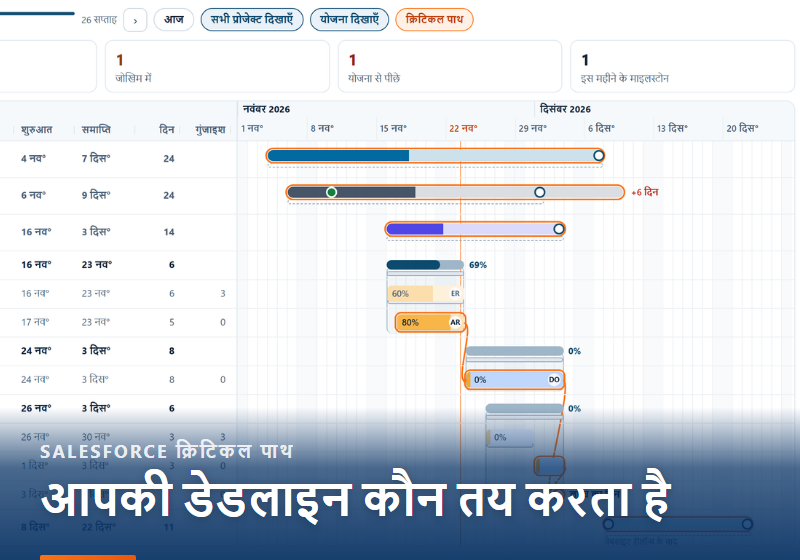 26 सप्ताह › आज सभी प्रोजेक्ट दिखाएँ योजना दिखाएँ क्रिटिकल पाथ
1 1 1
जोखिम में योजना से पीछे इस महीने के माइलस्टोन
नवंबर 2026 दिसंबर 2026
शुरुआत समाप्ति दिन गुंजाइश 1 नव॰ 8 नव॰ 15 नव॰ 22 नव॰ 29 नव॰ 6 दिस॰ 13 दिस॰ 20 दिस॰
4 नव॰ 7 दिस॰ 24
6 नव॰ 9 दिस॰ 24 +6 दिन
16 नव॰ 3 दिस॰ 14
16 नव॰ 23 नव॰ 6 69%
16 नव॰ 23 नव॰ 6 3 60% ER
17 नव॰ 23 नव॰ 5 0 80% AR
24 नव॰ 3 दिस॰ 8 0%
24 नव॰ 3 दिस॰ 8 0 0% DO
26 नव॰ 3 दिस॰ 6 0%
26 नव॰ 30 नव॰ 3 3 0%
SALESFORCE क्रिटिकल पाथ
1 दिस॰ 3 दिस॰ 3 0
आपकी डेडलाइन कौन तय करता है
8 दिस॰ 22 दिस॰ 11